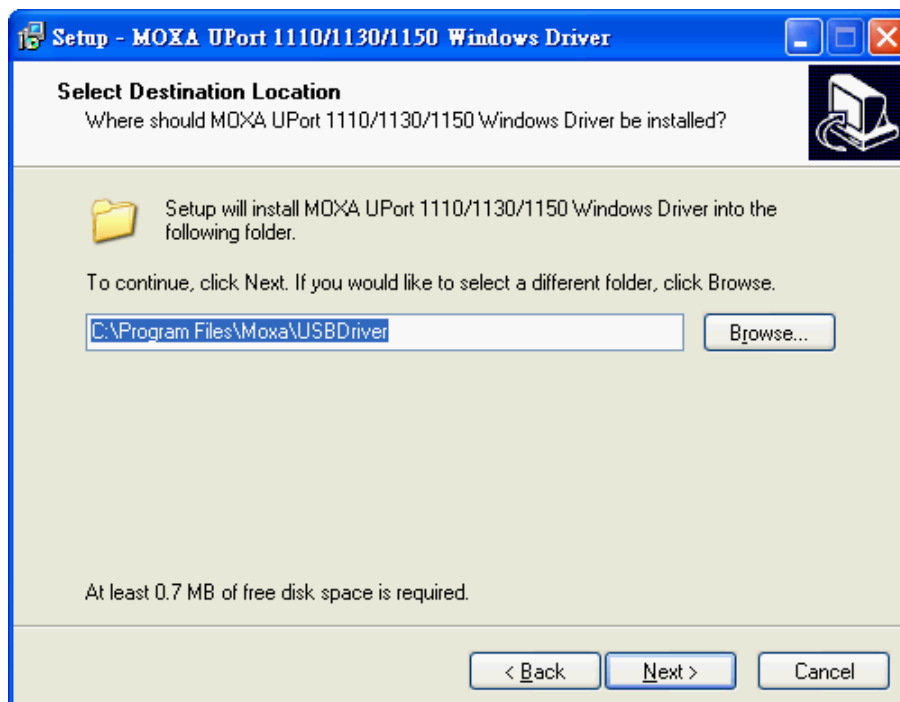 Setup - MOXA UPort 1110/1130/1150 Windows Driver
Select Destination Location
Where should MOXA UPort 1110/1130/1150 Windows Driver be installed?
Setup will install MOXA UPort 1110/1130/1150 Windows Driver into the
following folder.
To continue, click Next. If you would like to select a different folder, click Browse.
C:\Program Files\Moxa\USBDriver
Browse...
At least 0.7 MB of free disk space is required.
< Back
Next >
Cancel